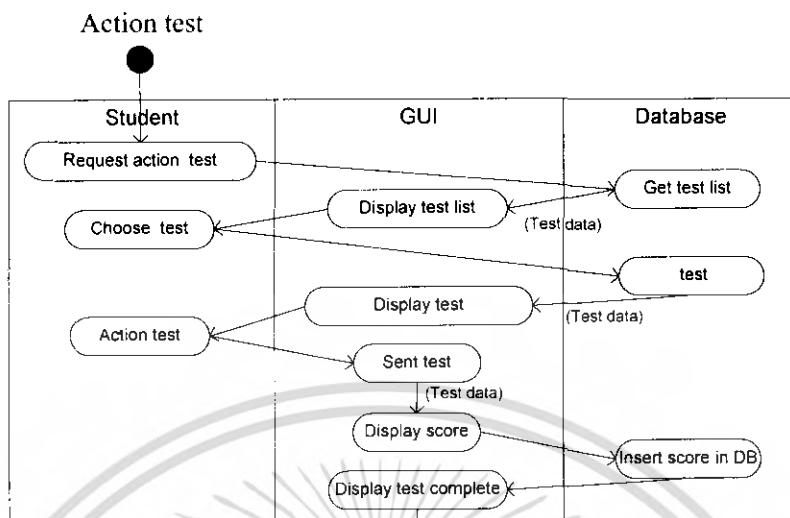 Action test
Student GUI Database
Request action test
Get test list
Display test list
(Test data)
Choose test
test
Display test
(Test data)
Action test
Sent test
(Test data)
Display score
Insert score in DB
Display test complete